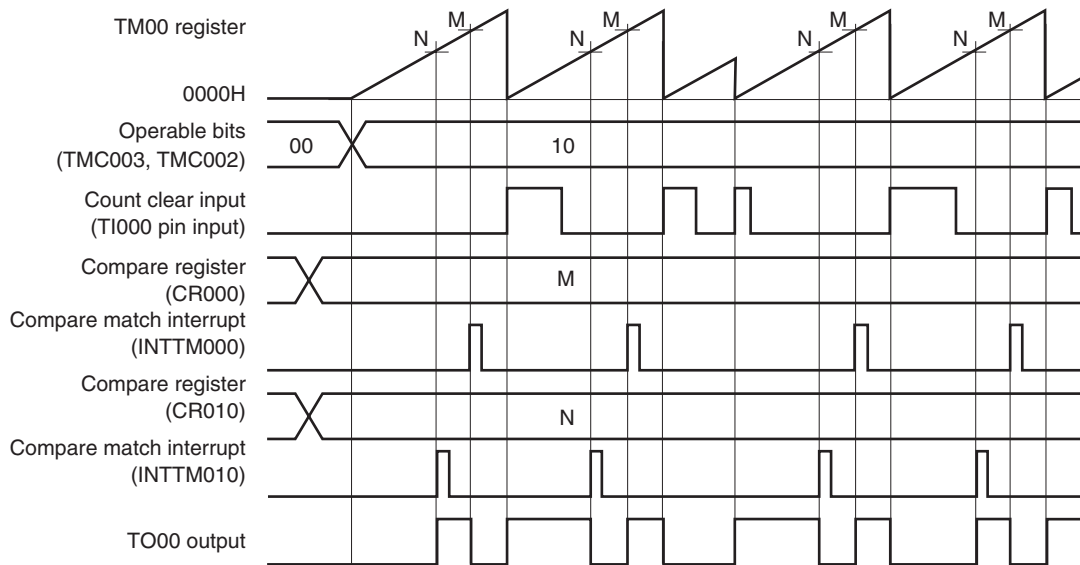 TM00 register
N M N M N M N M
0000H
Operable bits
(TMC003, TMC002)
00 10
Count clear input
(TI000 pin input)
Compare register
(CR000)
M
Compare match interrupt
(INTTM000)
Compare register
(CR010)
N
Compare match interrupt
(INTTM010)
TO00 output